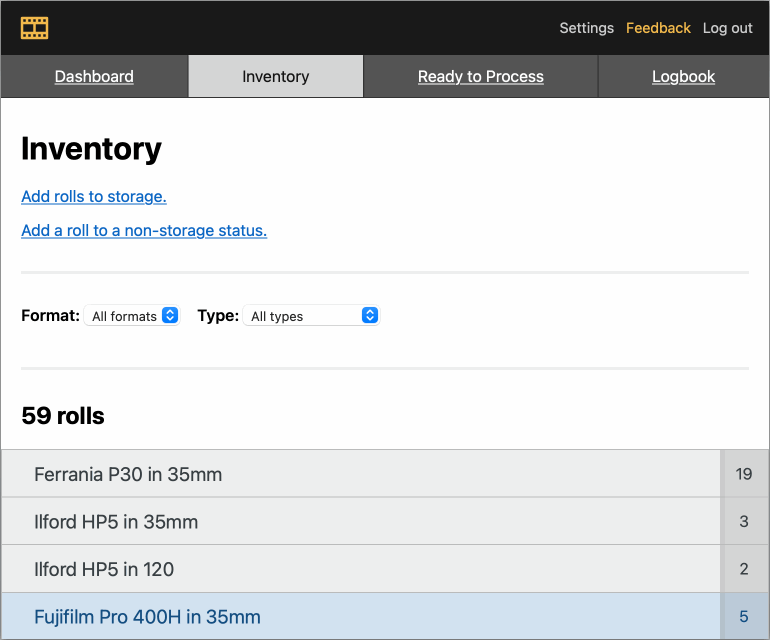 Settings Feedback Log out
Dashboard Inventory Ready to Process Logbook
Inventory
Add rolls to storage.
Add a roll to a non-storage status.
Format: All formats Type: All types
59 rolls
Ferrania P30 in 35mm 19
Ilford HP5 in 35mm 3
Ilford HP5 in 120 2
Fujifilm Pro 400H in 35mm 5